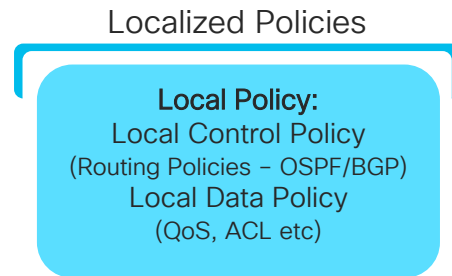 Localized Policies
Local Policy:
Local Control Policy
(Routing Policies – OSPF/BGP)
Local Data Policy
(QoS, ACL etc)